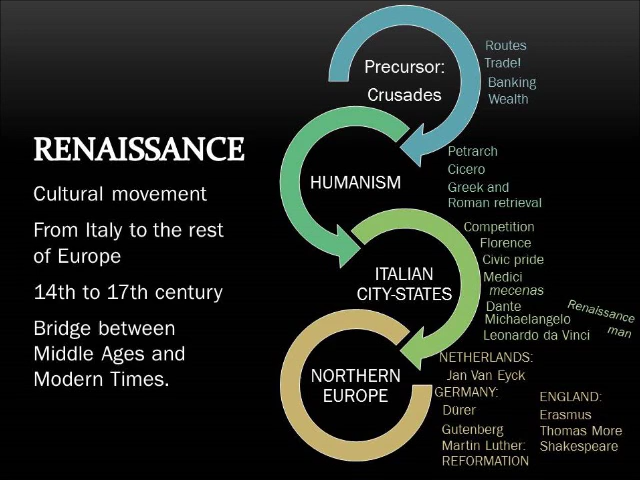 RENAISSANCE
Cultural movement
From Italy to the rest
of Europe
14th to 17th century
Bridge between
Middle Ages and
Modern Times.
Precursor:
Crusades
Routes
Trade!
Banking
Wealth
HUMANISM
Petrarch
Cicero
Greek and
Roman retrieval
ITALIAN
CITY-STATES
Competition
Florence
Civic pride
Medici
mecenas
Dante
Michaelangelo
Leonardo da Vinci
Renaissance
man
NORTHERN
EUROPE
NETHERLANDS:
Jan Van Eyck
GERMANY:
Dürer
Gutenberg
Martin Luther:
REFORMATION
ENGLAND:
Erasmus
Thomas More
Shakespeare